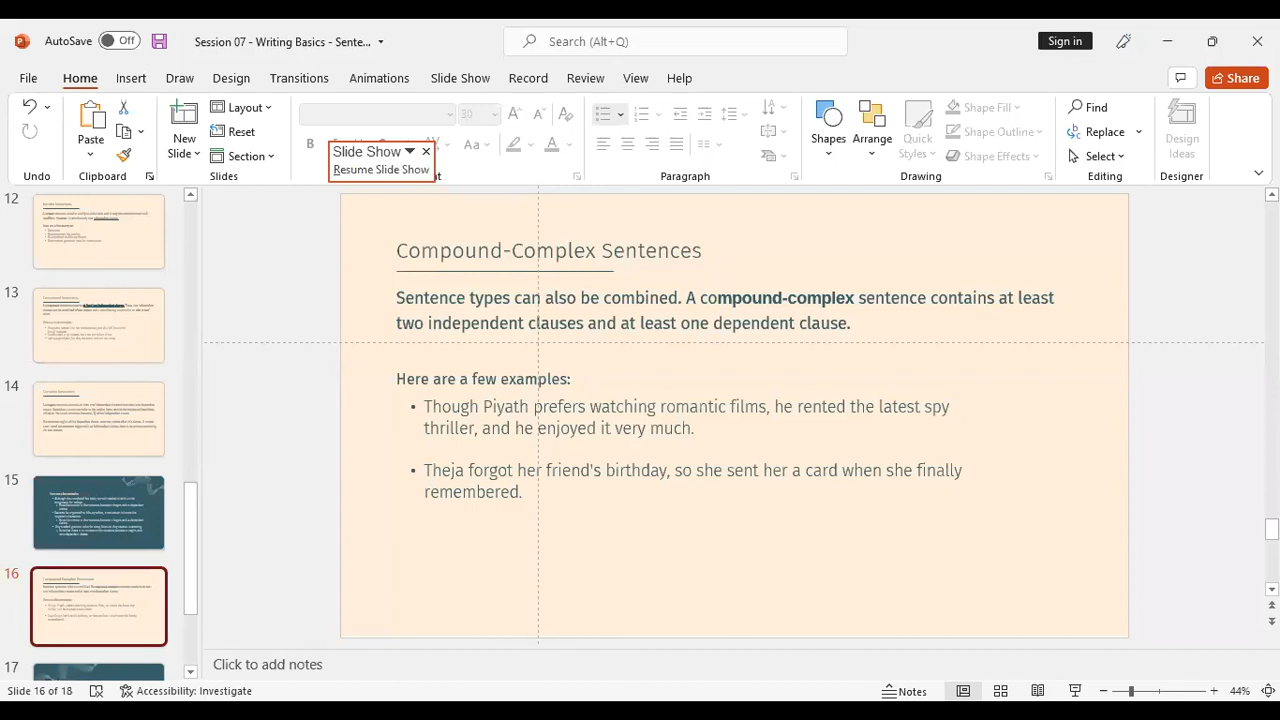 AutoSave Off Session 07 - Writing Basics - Sente... Search (Alt+Q) Sign in
File Home Insert Draw Design Transitions Animations Slide Show Record Review View Help Share
Undo
Paste
Clipboard
New
Slide
Layout
Reset
Section
Slides
30
B
Aa
Slide Show
Resume Slide Show
Paragraph
Shapes
Arrange
Quick
Styles
Shape Fill
Shape Outline
Shape Effects
Drawing
Find
Replace
Select
Editing
Design
Ideas
Designer
12
13
14
15
16
17
Compound-Complex Sentences
Sentence types can also be combined. A compound-complex sentence contains at least
two independent clauses and at least one dependent clause.
Here are a few examples:
• Though prefers watching romantic films, he rented the latest spy
thriller, and he enjoyed it very much.
• Theja forgot her friend's birthday, so she sent her a card when she finally
remembered.
Click to add notes
Slide 16 of 18 Accessibility: Investigate Notes 44%